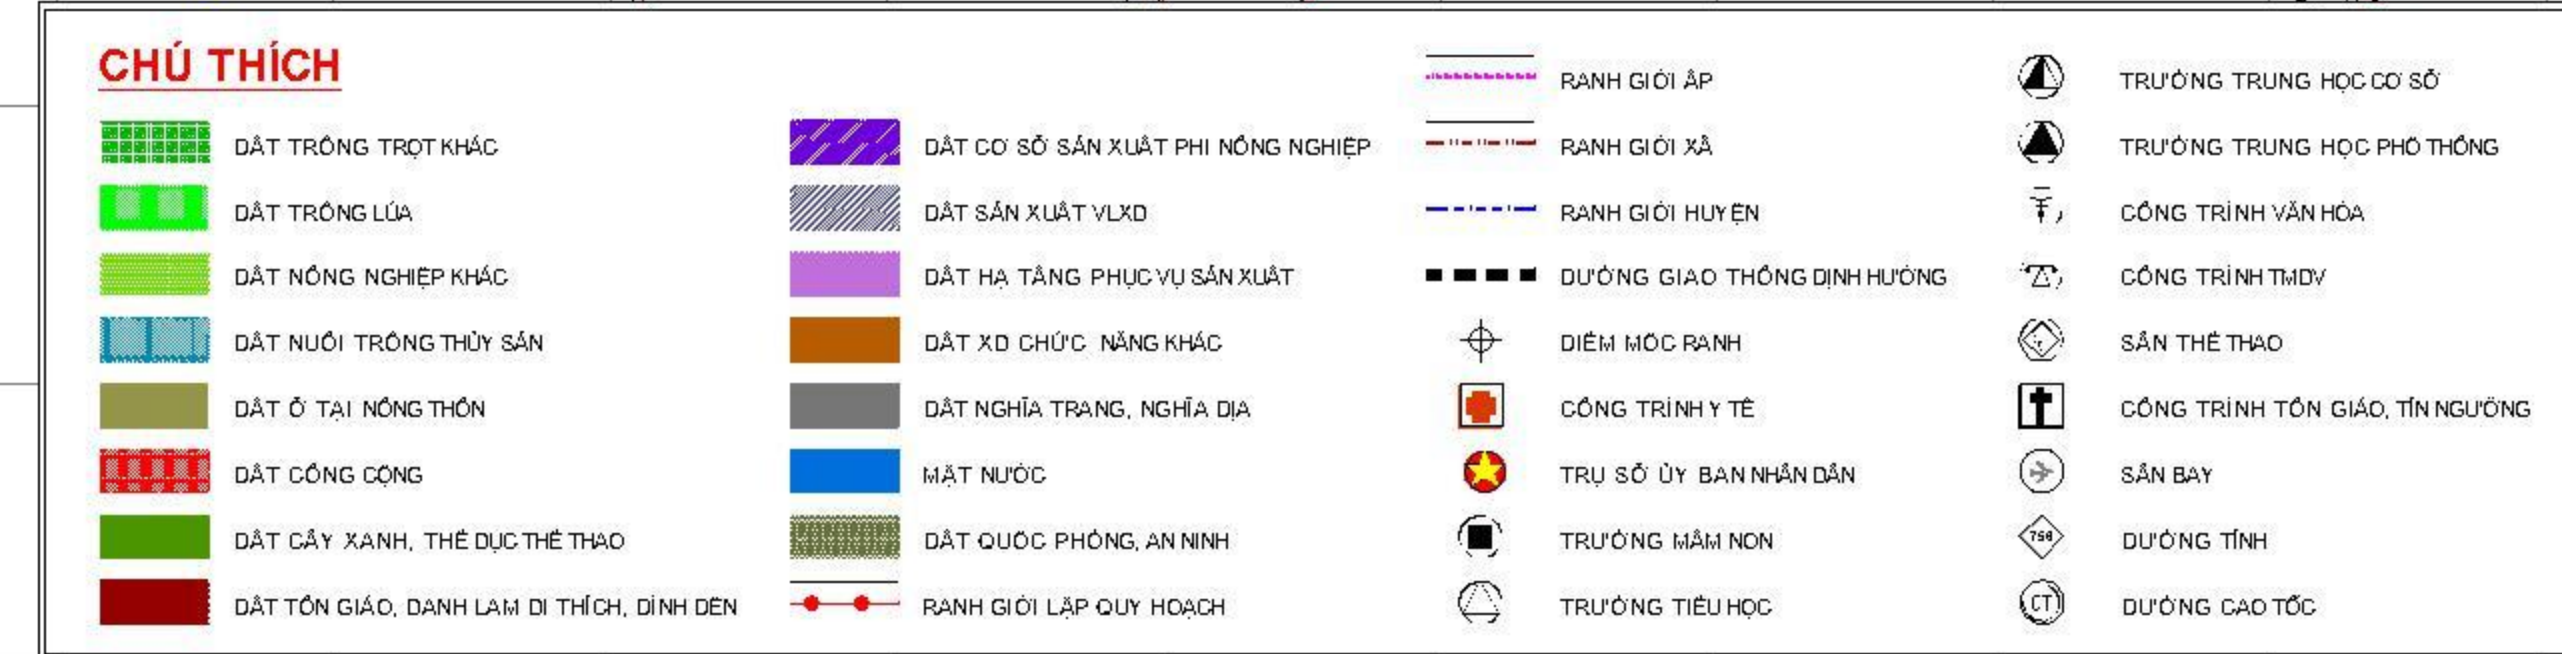 CHÚ THÍCH
ĐẤT TRỒNG TRỌT KHÁC
ĐẤT TRỒNG LÚA
ĐẤT NÔNG NGHIỆP KHÁC
ĐẤT NUÔI TRỒNG THỦY SẢN
ĐẤT Ở TẠI NÔNG THÔN
ĐẤT CÔNG CỘNG
ĐẤT CÂY XANH, THỂ DỤC THỂ THAO
ĐẤT TÔN GIÁO, DANH LAM DI THÍCH, ĐÌNH ĐỀN
ĐẤT CƠ SỞ SẢN XUẤT PHI NÔNG NGHIỆP
ĐẤT SẢN XUẤT VLXD
ĐẤT HẠ TẦNG PHỤC VỤ SẢN XUẤT
ĐẤT XD CHỨC NĂNG KHÁC
ĐẤT NGHĨA TRANG, NGHĨA ĐỊA
MẶT NƯỚC
ĐẤT QUỐC PHÒNG, AN NINH
RANH GIỚI LẬP QUY HOẠCH
RANH GIỚI ẤP
RANH GIỚI XÃ
RANH GIỚI HUYỆN
ĐƯỜNG GIAO THÔNG ĐỊNH HƯỚNG
ĐIỂM MỐC RANH
CÔNG TRÌNH Y TẾ
TRỤ SỞ ỦY BAN NHÂN DÂN
TRƯỜNG MẦM NON
TRƯỜNG TIỂU HỌC
TRƯỜNG TRUNG HỌC CƠ SỞ
TRƯỜNG TRUNG HỌC PHỔ THÔNG
CÔNG TRÌNH VĂN HÓA
CÔNG TRÌNH TMDV
SÂN THỂ THAO
CÔNG TRÌNH TÔN GIÁO, TÍN NGƯỠNG
SÂN BAY
756 ĐƯỜNG TỈNH
CT ĐƯỜNG CAO TỐC